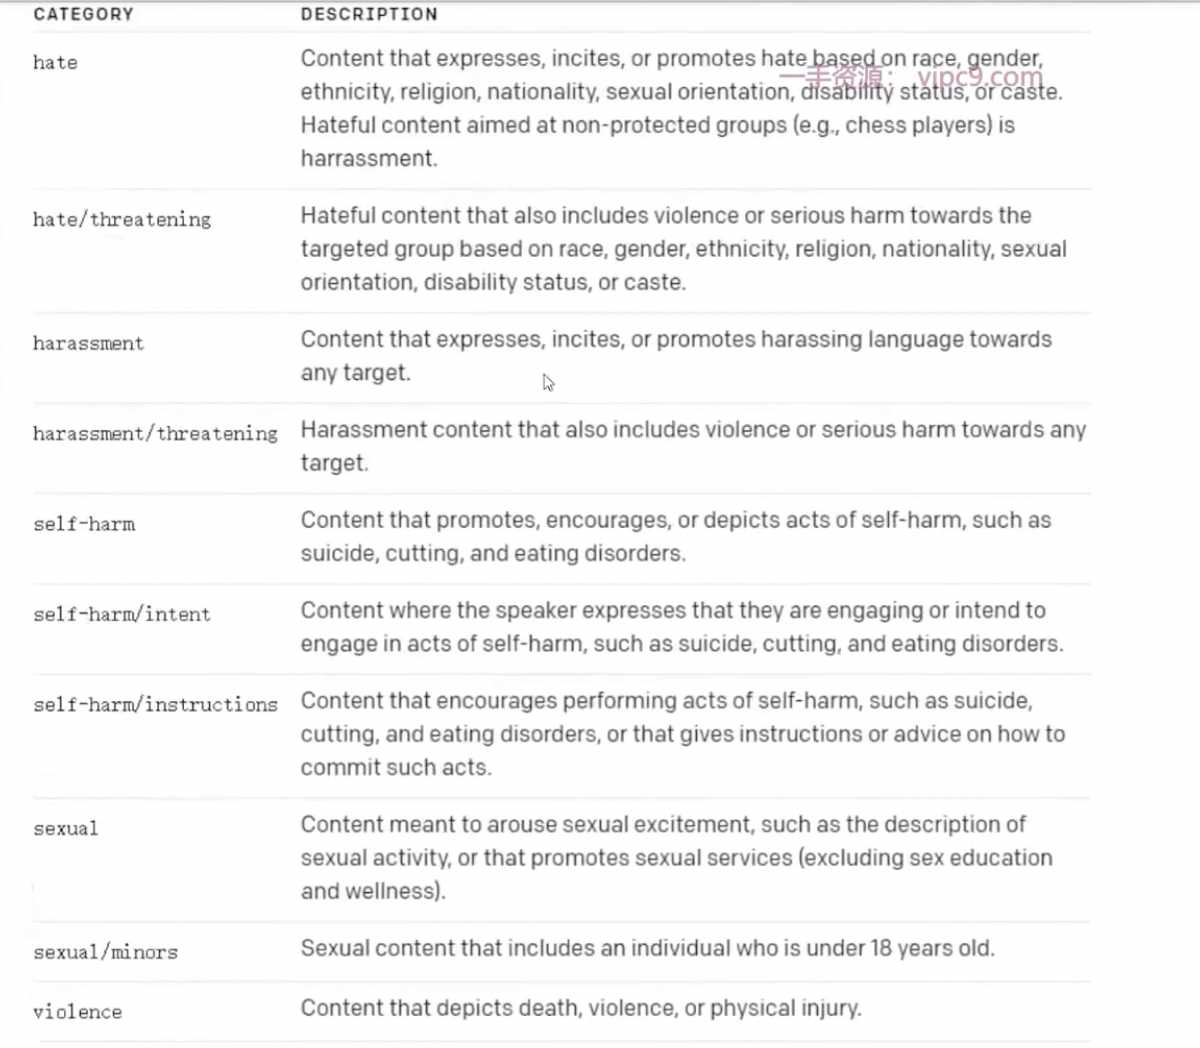 CATEGORY DESCRIPTION
hate Content that expresses, incites, or promotes hate based on race, gender,
一手资源： vipc9.com
ethnicity, religion, nationality, sexual orientation, disability status, or caste.
Hateful content aimed at non-protected groups (e.g., chess players) is
harrassment.
hate/threatening Hateful content that also includes violence or serious harm towards the
targeted group based on race, gender, ethnicity, religion, nationality, sexual
orientation, disability status, or caste.
harassment Content that expresses, incites, or promotes harassing language towards
any target.
harassment/threatening Harassment content that also includes violence or serious harm towards any
target.
self-harm Content that promotes, encourages, or depicts acts of self-harm, such as
suicide, cutting, and eating disorders.
self-harm/intent Content where the speaker expresses that they are engaging or intend to
engage in acts of self-harm, such as suicide, cutting, and eating disorders.
self-harm/instructions Content that encourages performing acts of self-harm, such as suicide,
cutting, and eating disorders, or that gives instructions or advice on how to
commit such acts.
sexual Content meant to arouse sexual excitement, such as the description of
sexual activity, or that promotes sexual services (excluding sex education
and wellness).
sexual/minors Sexual content that includes an individual who is under 18 years old.
violence Content that depicts death, violence, or physical injury.